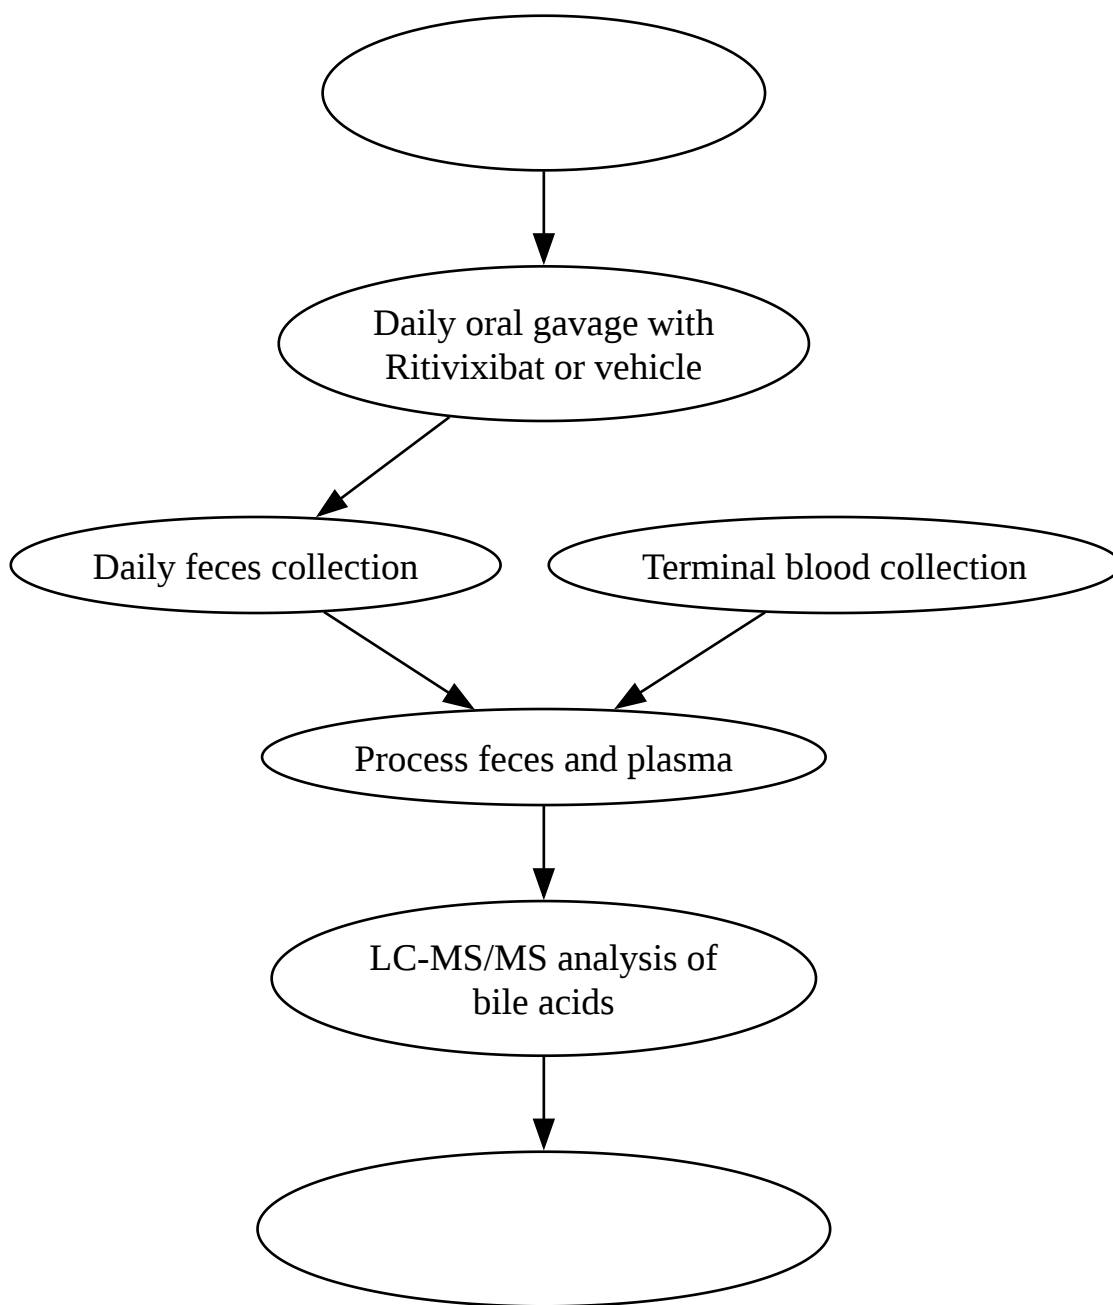 Daily oral gavage with
Ritivixibat or vehicle
Daily feces collection
Terminal blood collection
Process feces and plasma
LC-MS/MS analysis of
bile acids